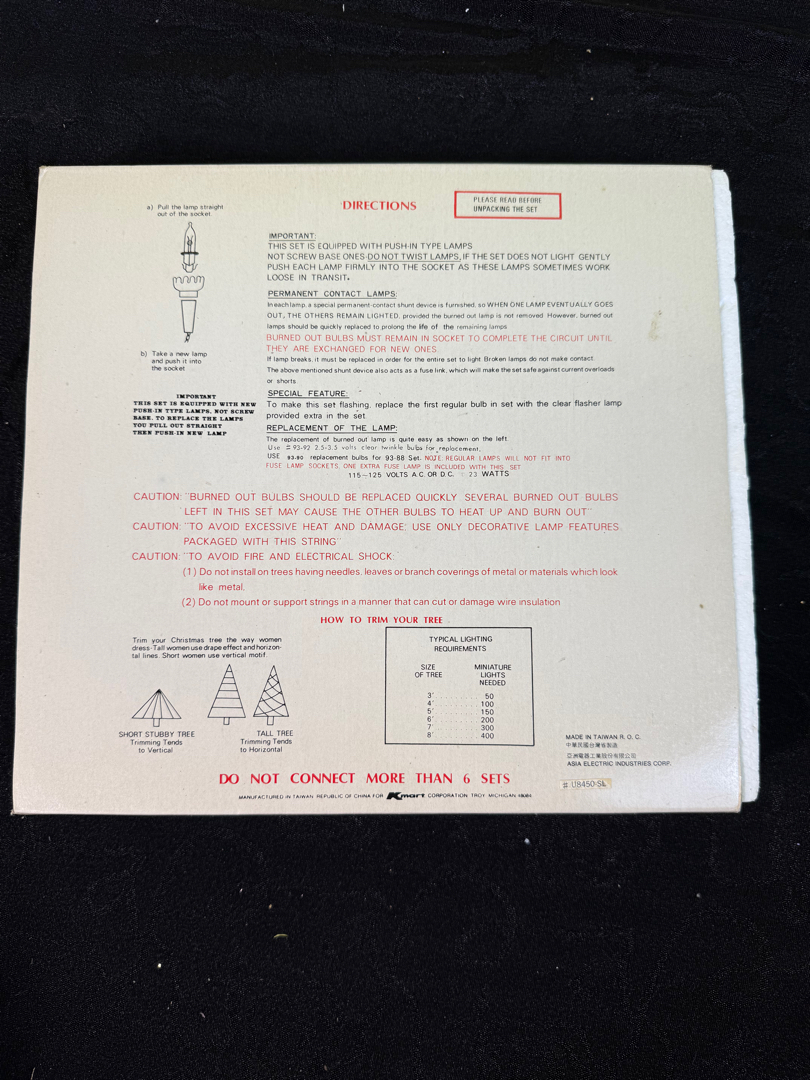 a) Pull the lamp straight
out of the socket
b) Take a new lamp
and push it into
the socket
IMPORTANT
THIS SET IS EQUIPPED WITH NEW
PUSH-IN TYPE LAMPS, NOT SCREW
BASE. TO REPLACE THE LAMPS
YOU PULL OUT STRAIGHT
THEN PUSH-IN NEW LAMP
DIRECTIONS
PLEASE READ BEFORE
UNPACKING THE SET
IMPORTANT:
THIS SET IS EQUIPPED WITH PUSH-IN TYPE LAMPS
NOT SCREW BASE ONES. DO NOT TWIST LAMPS, IF THE SET DOES NOT LIGHT GENTLY
PUSH EACH LAMP FIRMLY INTO THE SOCKET AS THESE LAMPS SOMETIMES WORK
LOOSE IN TRANSIT.
PERMANENT CONTACT LAMPS:
In each lamp, a special permanent-contact shunt device is furnished, so WHEN ONE LAMP EVENTUALLY GOES
OUT, THE OTHERS REMAIN LIGHTED, provided the burned out lamp is not removed. However, burned out
lamps should be quickly replaced to prolong the life of the remaining lamps
BURNED OUT BULBS MUST REMAIN IN SOCKET TO COMPLETE THE CIRCUIT UNTIL
THEY ARE EXCHANGED FOR NEW ONES
If lamp breaks, it must be replaced in order for the entire set to light. Broken lamps do not make contact.
The above mentioned shunt device also acts as a fuse link, which will make the set safe against current overloads
or shorts
SPECIAL FEATURE:
To make this set flashing, replace the first regular bulb in set with the clear flasher lamp
provided extra in the set
REPLACEMENT OF THE LAMP:
The replacement of burned out lamp is quite easy as shown on the left.
Use # 93-92 2.5-3.5 volts clear twinkle bulbs for replacement.
USE 93-90 replacement bulbs for 93-88 Set. NOTE: REGULAR LAMPS WILL NOT FIT INTO
FUSE LAMP SOCKETS, ONE EXTRA FUSE LAMP IS INCLUDED WITH THIS SET
115-125 VOLTS A.C. OR D.C. 23 WATTS
CAUTION: "BURNED OUT BULBS SHOULD BE REPLACED QUICKLY SEVERAL BURNED OUT BULBS
LEFT IN THIS SET MAY CAUSE THE OTHER BULBS TO HEAT UP AND BURN OUT"
CAUTION: "TO AVOID EXCESSIVE HEAT AND DAMAGE; USE ONLY DECORATIVE LAMP FEATURES
PACKAGED WITH THIS STRING"
CAUTION: "TO AVOID FIRE AND ELECTRICAL SHOCK:
(1) Do not install on trees having needles, leaves or branch coverings of metal or materials which look
like metal.
(2) Do not mount or support strings in a manner that can cut or damage wire insulation
HOW TO TRIM YOUR TREE
Trim your Christmas tree the way women
dress-Tall women use drape effect and horizon-
tal lines. Short women use vertical motif.
SHORT STUBBY TREE
Trimming Tends
to Vertical
TALL TREE
Trimming Tends
to Horizontal
TYPICAL LIGHTING
REQUIREMENTS
SIZE OF TREE MINIATURE LIGHTS NEEDED
3' 50
4' 100
5' 150
6' 200
7' 300
8' 400
MADE IN TAIWAN R. O. C.
中華民國台灣省製造
亞洲電器工業股份有限公司
ASIA ELECTRIC INDUSTRIES CORP.
DO NOT CONNECT MORE THAN 6 SETS
# U8450-SL
MANUFACTURED IN TAIWAN REPUBLIC OF CHINA FOR Kmart CORPORATION TROY, MICHIGAN 48084